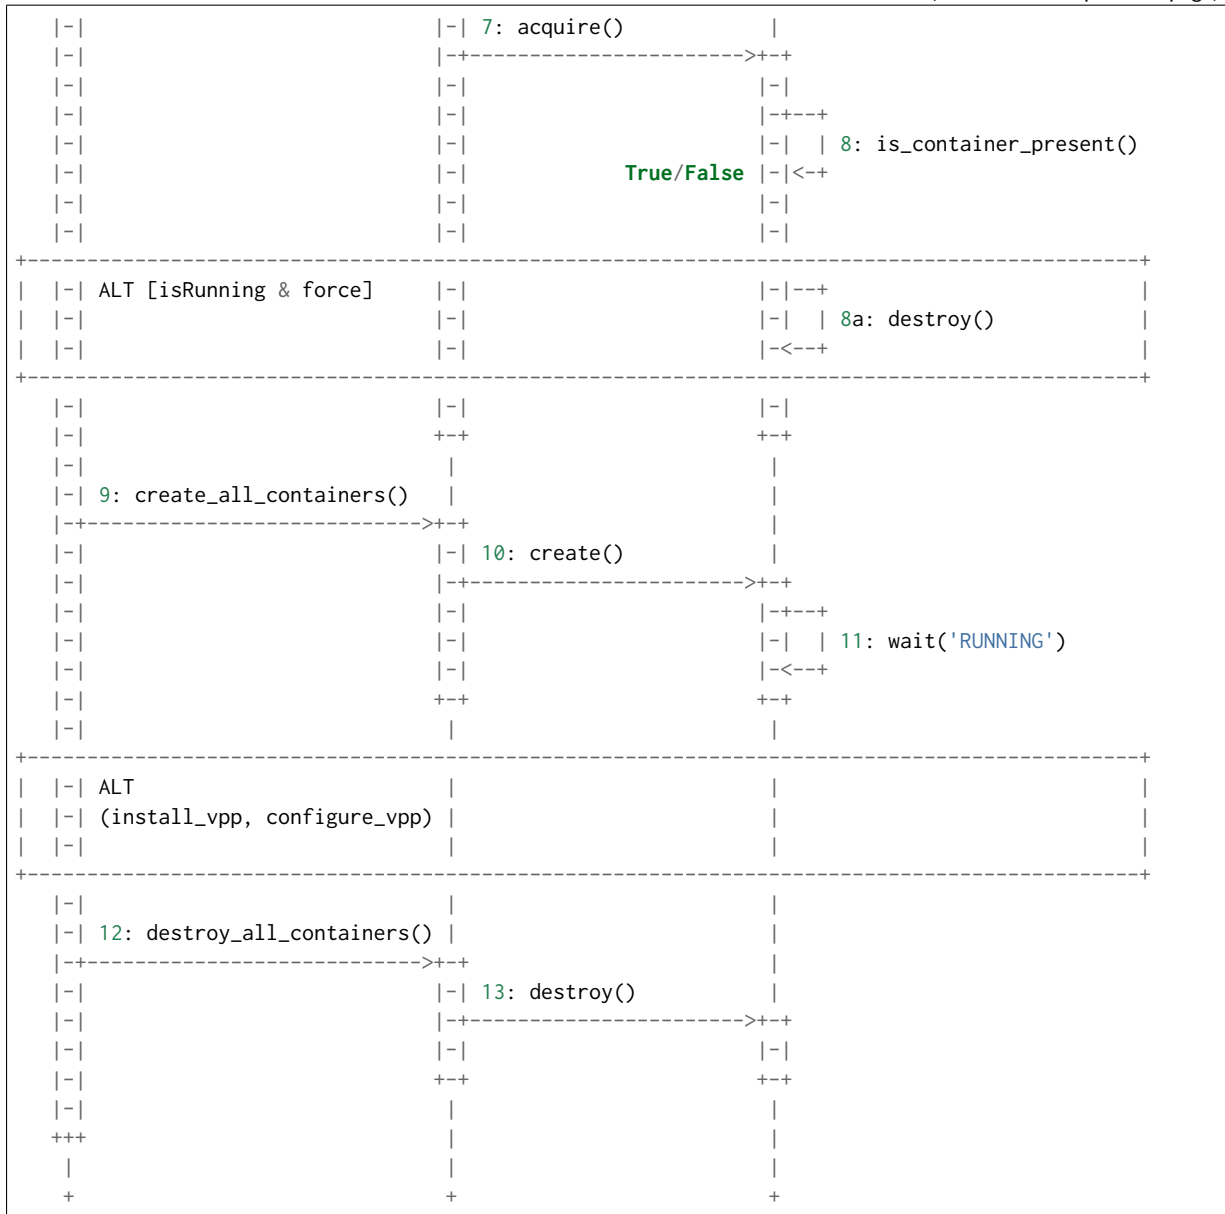 7: acquire()
8: is_container_present()
True/False
ALT [isRunning & force]
8a: destroy()
9: create_all_containers()
10: create()
11: wait('RUNNING')
ALT
(install_vpp, configure_vpp)
12: destroy_all_containers()
13: destroy()